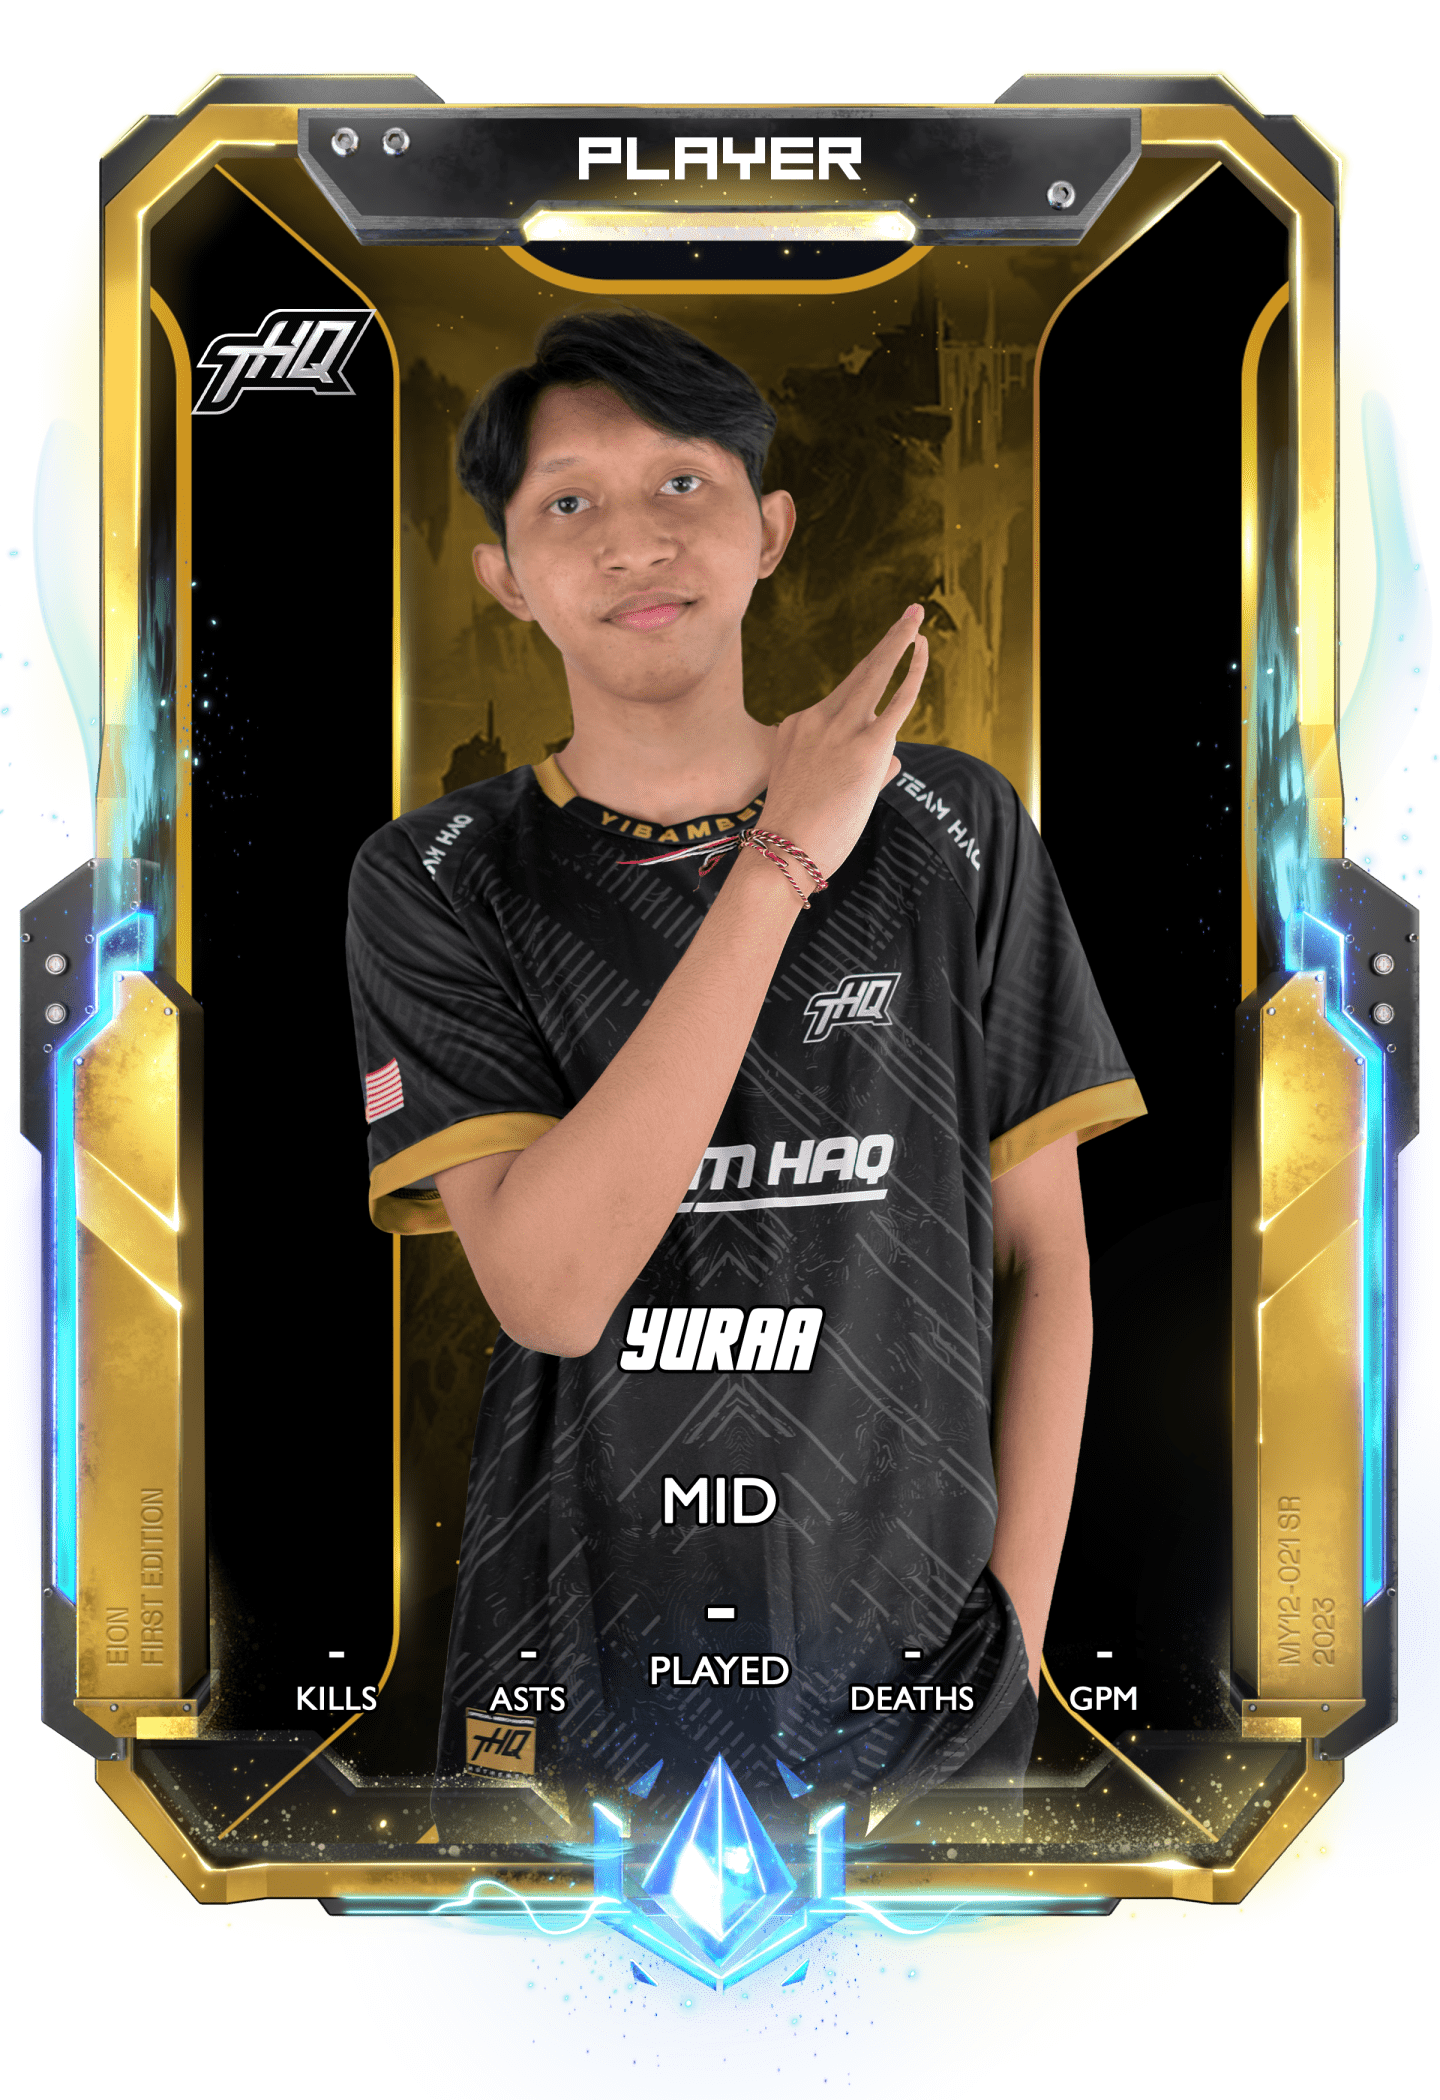 PLAYER
THQ
YIBAMBE
TEAM HAQ
THQ
HAQ
YURAA
MID
-
PLAYED
-
KILLS
-
ASTS
-
DEATHS
-
GPM
THQ
EION
FIRST EDITION
MY12-021 SR
2023